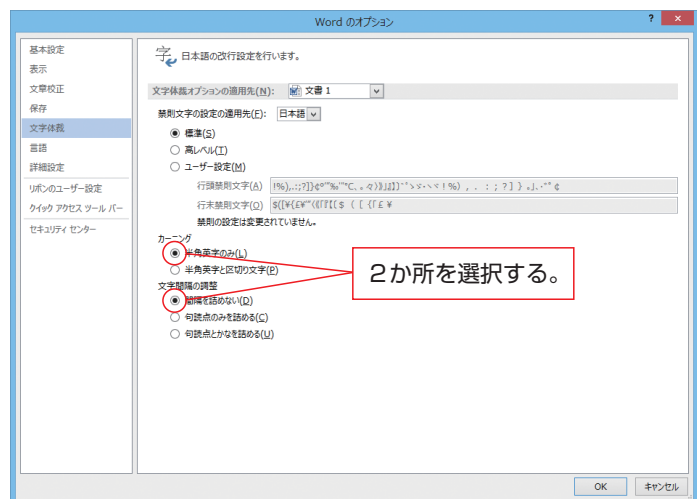 Word のオプション
基本設定
表示
文章校正
保存
文字体裁
言語
詳細設定
リボンのユーザー設定
クイック アクセス ツール バー
セキュリティ センター
字 日本語の改行設定を行います。
文字体裁オプションの適用先(N): 文書 1
禁則文字の設定の適用先(F): 日本語
標準(S)
高レベル(T)
ユーザー設定(M)
行頭禁則文字(A)
行末禁則文字(O)
禁則の設定は変更されていません。
カーニング
半角英字のみ(L)
半角英字と区切り文字(P)
文字間隔の調整
間隔を詰めない(D)
句読点のみを詰める(C)
句読点とかなを詰める(U)
2か所を選択する。
OK キャンセル